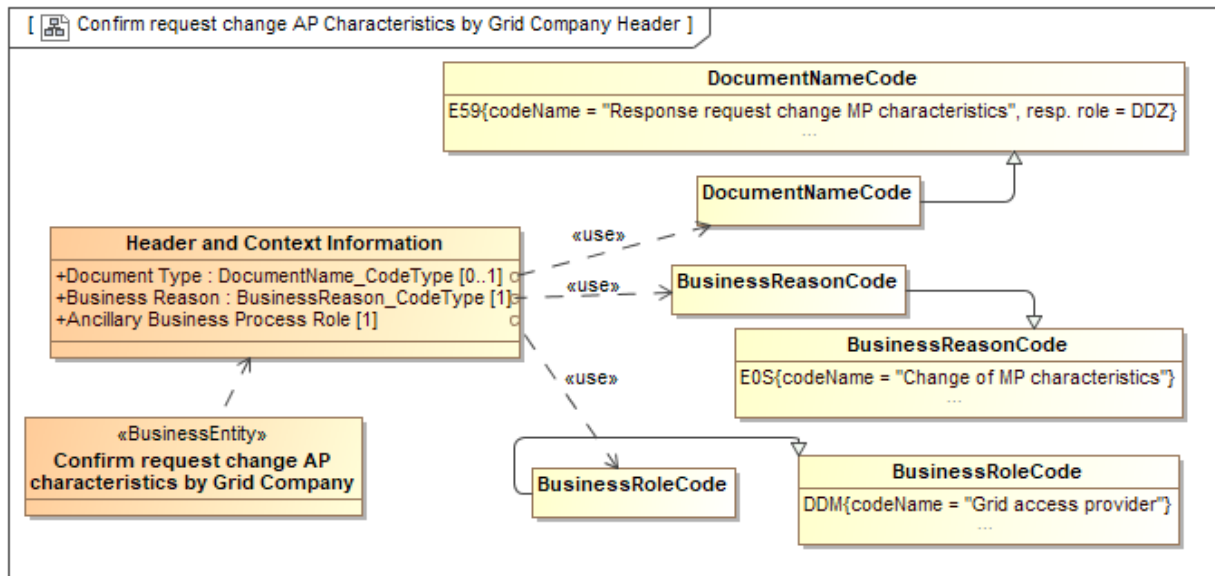 [ Confirm request change AP Characteristics by Grid Company Header ]
DocumentNameCode
E59{codeName = "Response request change MP characteristics", resp. role = DDZ}
...
DocumentNameCode
«use»
Header and Context Information
+Document Type : DocumentName_CodeType [0..1]
+Business Reason : BusinessReason_CodeType [1]
+Ancillary Business Process Role [1]
«use»
BusinessReasonCode
BusinessReasonCode
E0S{codeName = "Change of MP characteristics"}
...
«use»
«BusinessEntity»
Confirm request change AP
characteristics by Grid Company
BusinessRoleCode
BusinessRoleCode
DDM{codeName = "Grid access provider"}
...